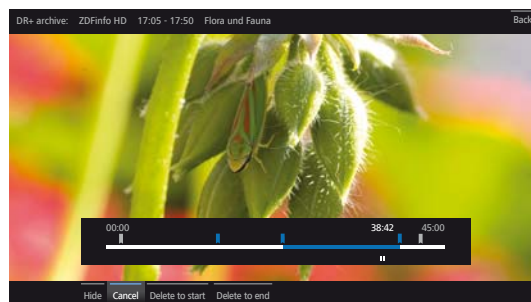 DR+ archive: ZDFinfo HD 17:05 - 17:50 Flora und Fauna Back
00:00 38:42 45:00
Hide Cancel Delete to start Delete to end